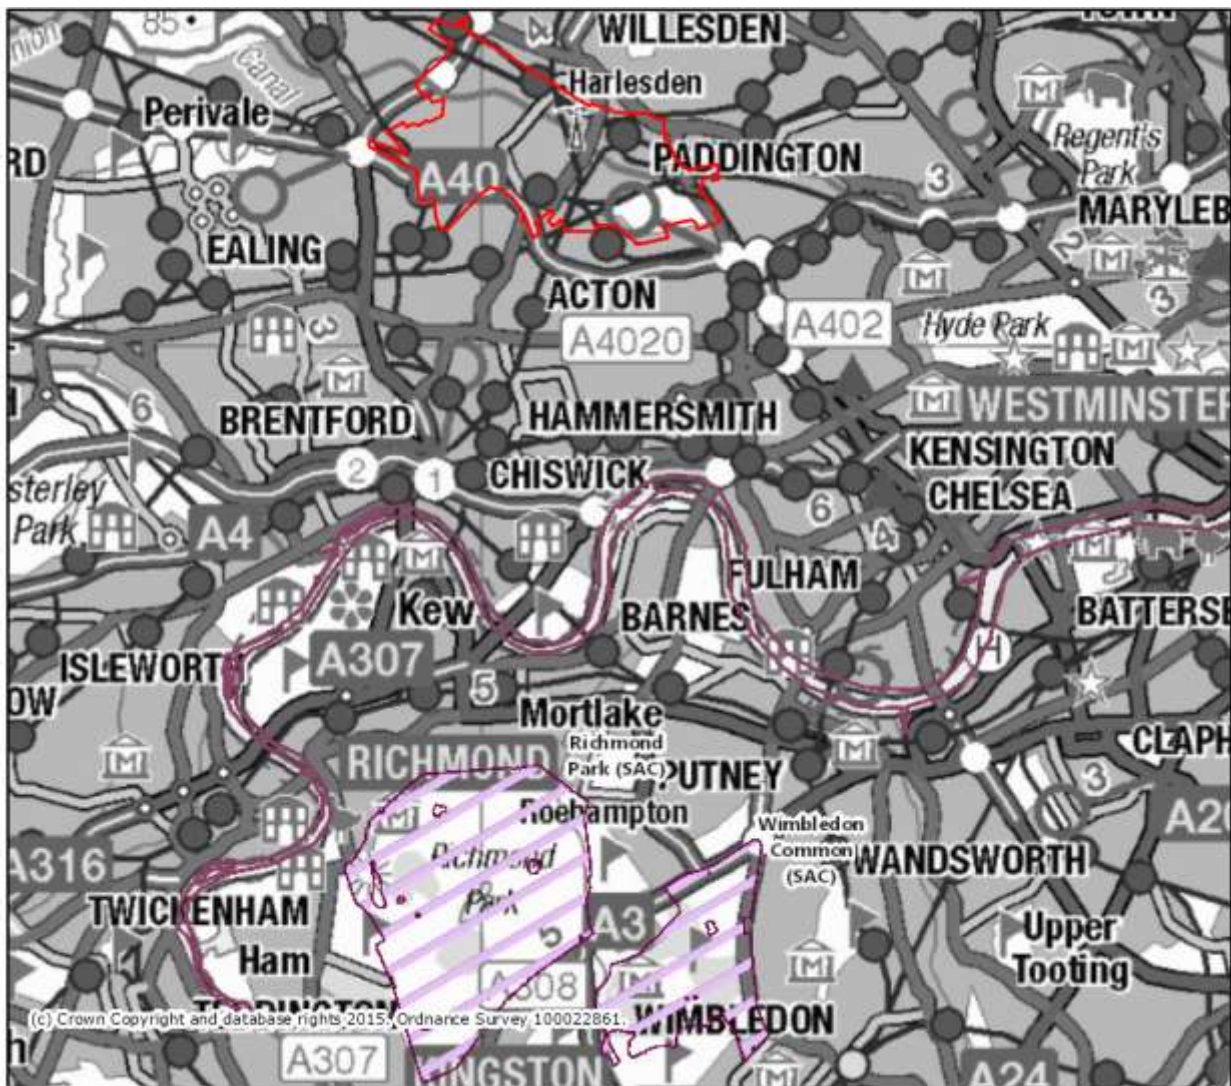 85
4
WILLESDEN
Canal
Harlesden
Perivale
Regent's
Park
RD
A40
PADDINGTON
3
MARYLEB
EALING
2
M
M
ACTON
3
3
A4020
A402
Hyde Park
M
M
6
BRENTFORD
HAMMERSMITH
M
WESTMINSTER
KENSINGTON
2
1
CHISWICK
CHELSEA
sterley
Park
6
A4
4
M
M
FULHAM
Kew
BARNES
BATTERSE
ISLEWORTH
A307
H
5
OW
Mortlake
M
M
CLAPH
RICHMOND
Richmond
Park (SAC)
PUTNEY
3
M
Roehampton
Wimbledon
Common
(SAC)
A2
A316
Richmond
Park
WANDSWORTH
TWICKENHAM
A3
Upper
Tooting
Ham
5
M
M
A308
TEDDINGTON
WIMBLEDON
(c) Crown Copyright and database rights 2015. Ordnance Survey 100022861.
A307
KINGSTON
M
A24